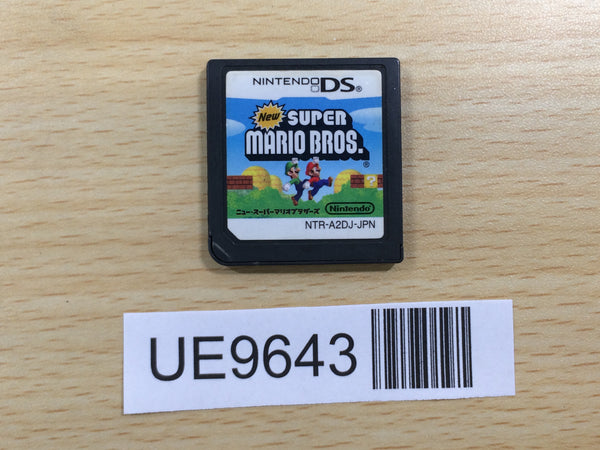 NINTENDO DS®
New SUPER
MARIO BROS.®
?
ニュー・スーパーマリオブラザーズ
Nintendo
NTR-A2DJ-JPN
UE9643